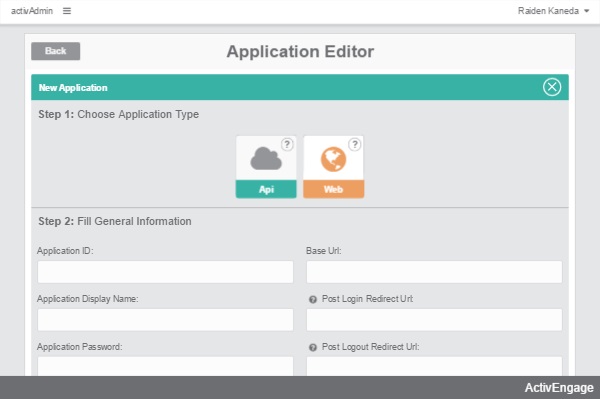 activAdmin
Raiden Kaneda
Back
Application Editor
New Application
Step 1: Choose Application Type
? ?
Api Web
Step 2: Fill General Information
Application ID: Base Url:
Application Display Name: ? Post Login Redirect Url:
Application Password: ? Post Logout Redirect Url:
ActivEngage